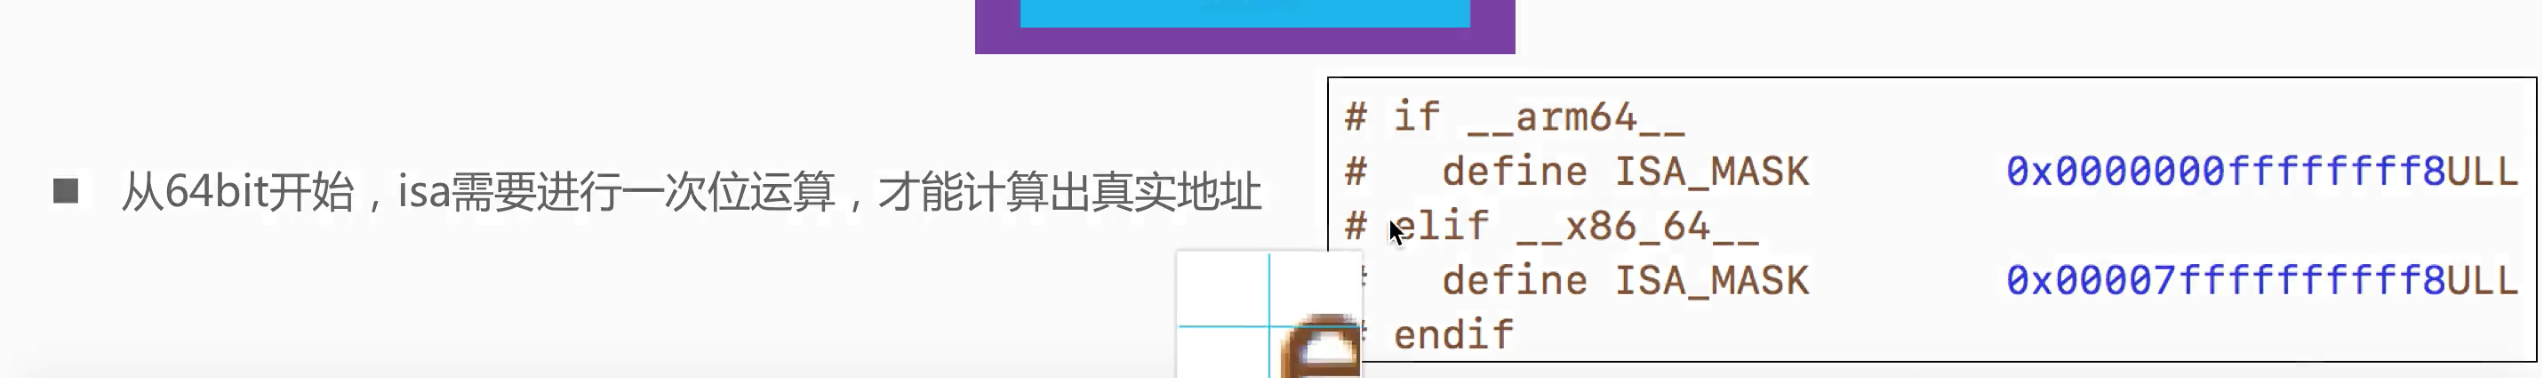 从64bit开始，isa需要进行一次位运算，才能计算出真实地址
# if __arm64__
#   define ISA_MASK        0x0000000ffffffff8ULL
# elif __x86_64__
#   define ISA_MASK        0x00007ffffffffff8ULL
# endif